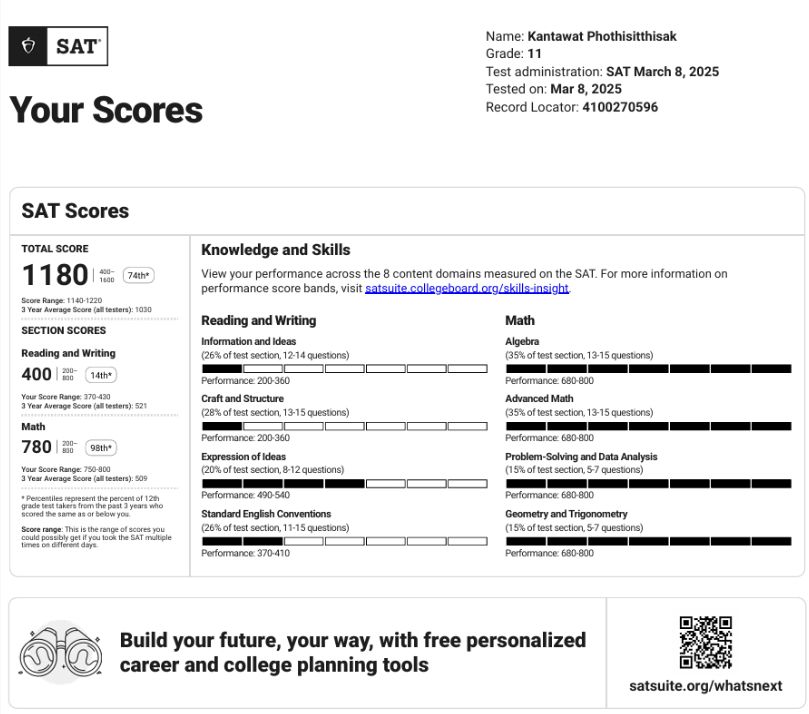 SAT®
Your Scores
Name: Kantawat Phothisitthisak
Grade: 11
Test administration: SAT March 8, 2025
Tested on: Mar 8, 2025
Record Locator: 4100270596
SAT Scores
TOTAL SCORE
1180 400–1600 74th*
Score Range: 1140-1220
3 Year Average Score (all testers): 1030
SECTION SCORES
Reading and Writing
400 200–800 14th*
Your Score Range: 370-430
3 Year Average Score (all testers): 521
Math
780 200–800 98th*
Your Score Range: 750-800
3 Year Average Score (all testers): 509
* Percentiles represent the percent of 12th
grade test takers from the past 3 years who
scored the same as or below you.
Score range: This is the range of scores you
could possibly get if you took the SAT multiple
times on different days.
Knowledge and Skills
View your performance across the 8 content domains measured on the SAT. For more information on
performance score bands, visit satsuite.collegeboard.org/skills-insight.
Reading and Writing
Information and Ideas
(26% of test section, 12-14 questions)
Performance: 200-360
Craft and Structure
(28% of test section, 13-15 questions)
Performance: 200-360
Expression of Ideas
(20% of test section, 8-12 questions)
Performance: 490-540
Standard English Conventions
(26% of test section, 11-15 questions)
Performance: 370-410
Math
Algebra
(35% of test section, 13-15 questions)
Performance: 680-800
Advanced Math
(35% of test section, 13-15 questions)
Performance: 680-800
Problem-Solving and Data Analysis
(15% of test section, 5-7 questions)
Performance: 680-800
Geometry and Trigonometry
(15% of test section, 5-7 questions)
Performance: 680-800
Build your future, your way, with free personalized
career and college planning tools
satsuite.org/whatsnext